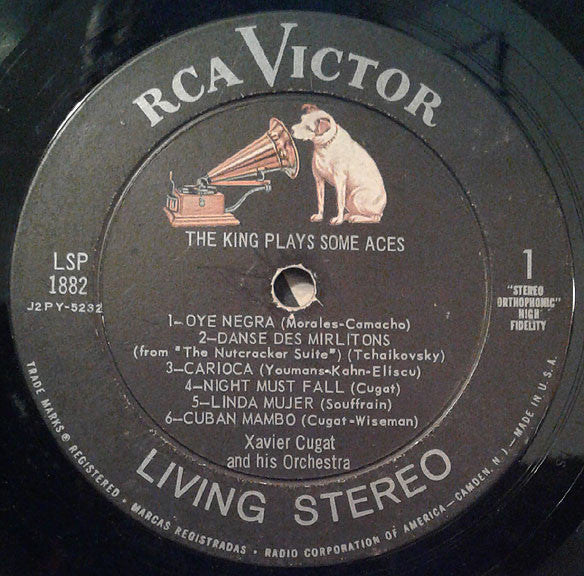 RCA VICTOR
THE KING PLAYS SOME ACES
LSP
1882
J2PY-5232
1
"STEREO
ORTHOPHONIC"
HIGH
FIDELITY
1—OYE NEGRA (Morales-Camacho)
2—DANSE DES MIRLITONS
(from "The Nutcracker Suite") (Tchaikovsky)
3—CARIOCA (Youmans-Kahn-Eliscu)
4—NIGHT MUST FALL (Cugat)
5—LINDA MUJER (Souffrain)
6—CUBAN MAMBO (Cugat-Wiseman)
Xavier Cugat
and his Orchestra
LIVING STEREO
TRADE MARKS ® REGISTERED • MARCAS REGISTRADAS • RADIO CORPORATION OF AMERICA—CAMDEN, N. J.—MADE IN U.S.A.